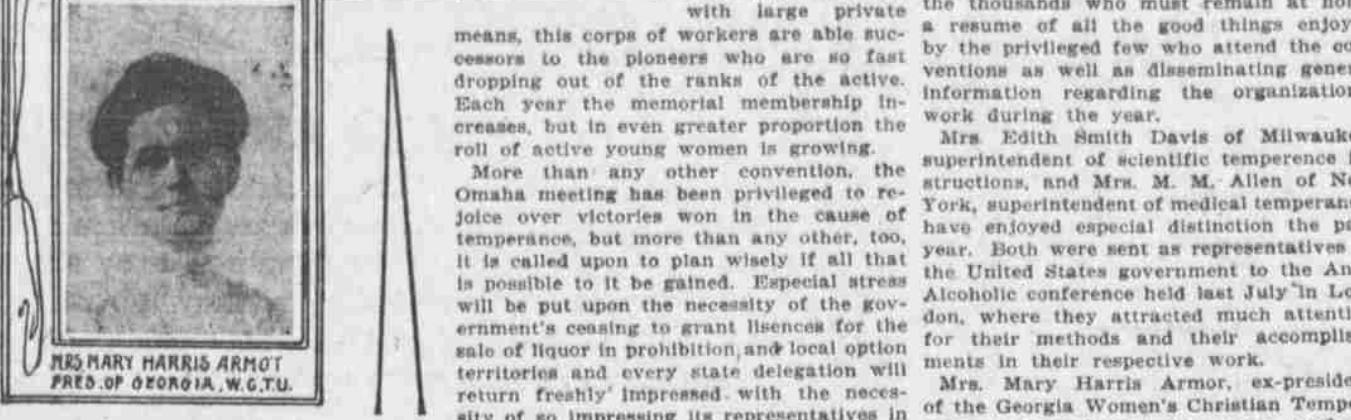 MRS MARY HARRIS ARMOT
PRES. OF GEORGIA, W.C.T.U.
with large private
means, this corps of workers are able suc-
cessors to the pioneers who are so fast
dropping out of the ranks of the active.
Each year the memorial membership in-
creases, but in even greater proportion the
roll of active young women is growing.
More than any other convention, the
Omaha meeting has been privileged to re-
joice over victories won in the cause of
temperance, but more than any other, too,
it is called upon to plan wisely if all that
is possible to it be gained. Especial stress
will be put upon the necessity of the gov-
ernment's ceasing to grant lisences for the
sale of liquor in prohibition and local option
territories and every state delegation will
return freshly impressed with the neces-
sity of so impressing its representatives in
the thousands who must remain at
a resume of all the good things enjoy
by the privileged few who attend the co
ventions as well as disseminating gener
information regarding the organization
work during the year.
Mrs. Edith Smith Davis of Milwauk
superintendent of scientific temperence
structions, and Mrs. M. M. Allen of Ne
York, superintendent of medical temperan
have enjoyed especial distinction the pa
year. Both were sent as representatives
the United States government to the An
Alcoholic conference held last July in Lo
don, where they attracted much attenti
for their methods and their accomplis
ments in their respective work.
Mrs. Mary Harris Armor, ex-preside
of the Georgia Women's Christian Tempe